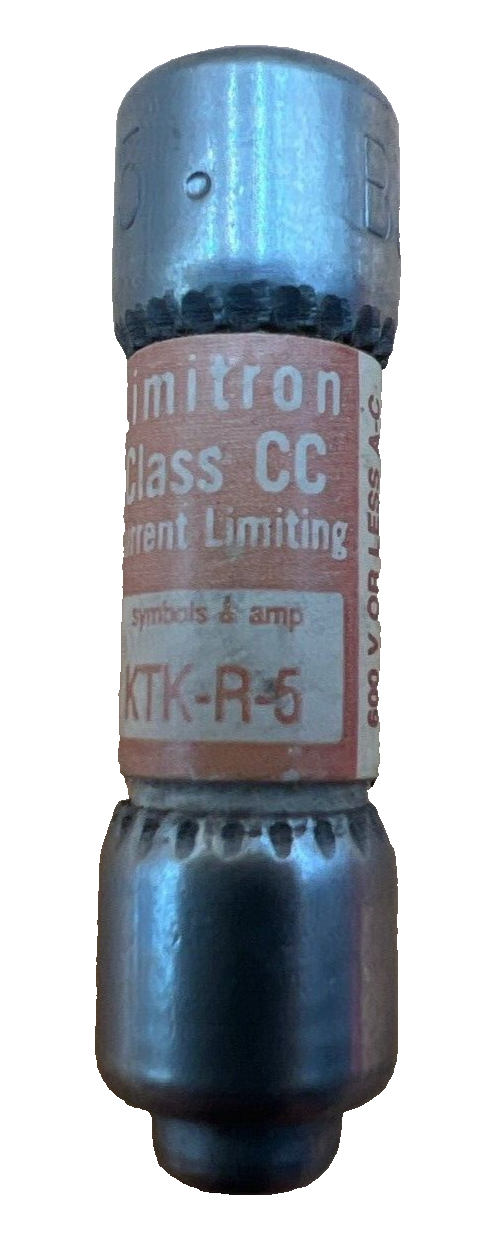 imitron
Class CC
rrent Limiting
symbols & amp
KTK-R-5
600 V OR LESS A-C